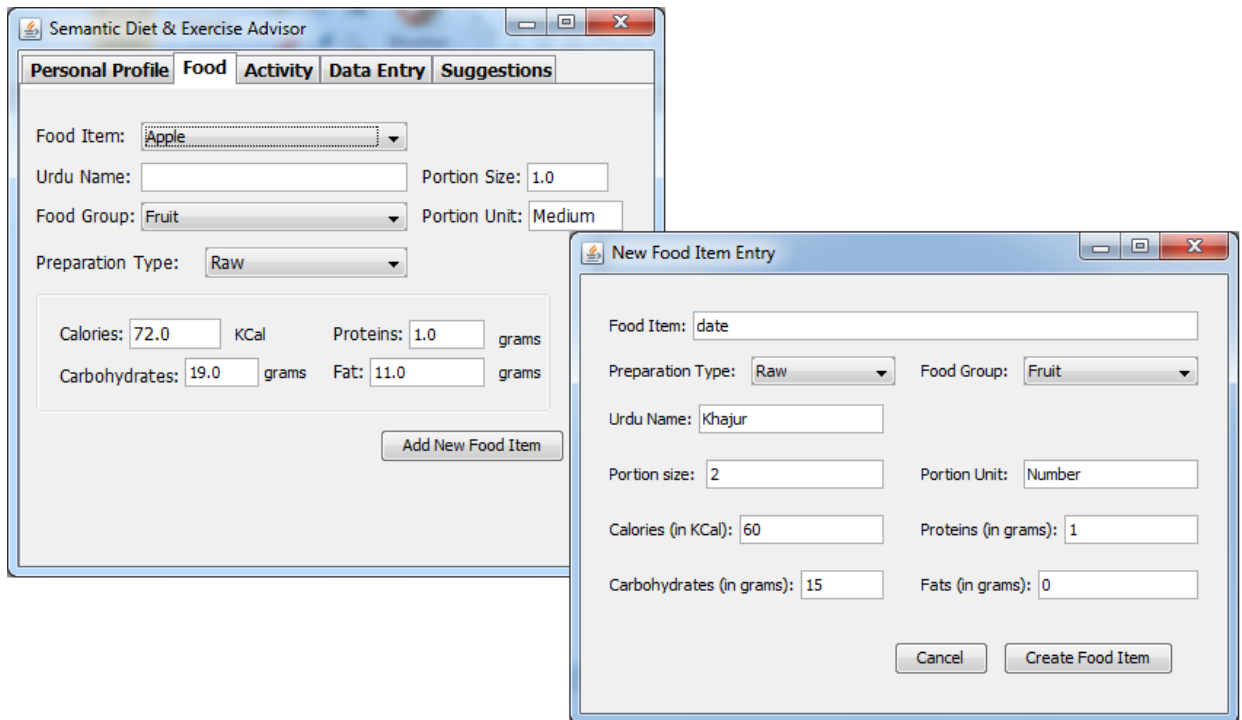 Semantic Diet & Exercise Advisor
Personal Profile Food Activity Data Entry Suggestions
Food Item: Apple
Urdu Name: Portion Size: 1.0
Food Group: Fruit Portion Unit: Medium
Preparation Type: Raw
Calories: 72.0 KCal Proteins: 1.0 grams
Carbohydrates: 19.0 grams Fat: 11.0 grams
Add New Food Item
New Food Item Entry
Food Item: date
Preparation Type: Raw Food Group: Fruit
Urdu Name: Khajur
Portion size: 2 Portion Unit: Number
Calories (in KCal): 60 Proteins (in grams): 1
Carbohydrates (in grams): 15 Fats (in grams): 0
Cancel Create Food Item